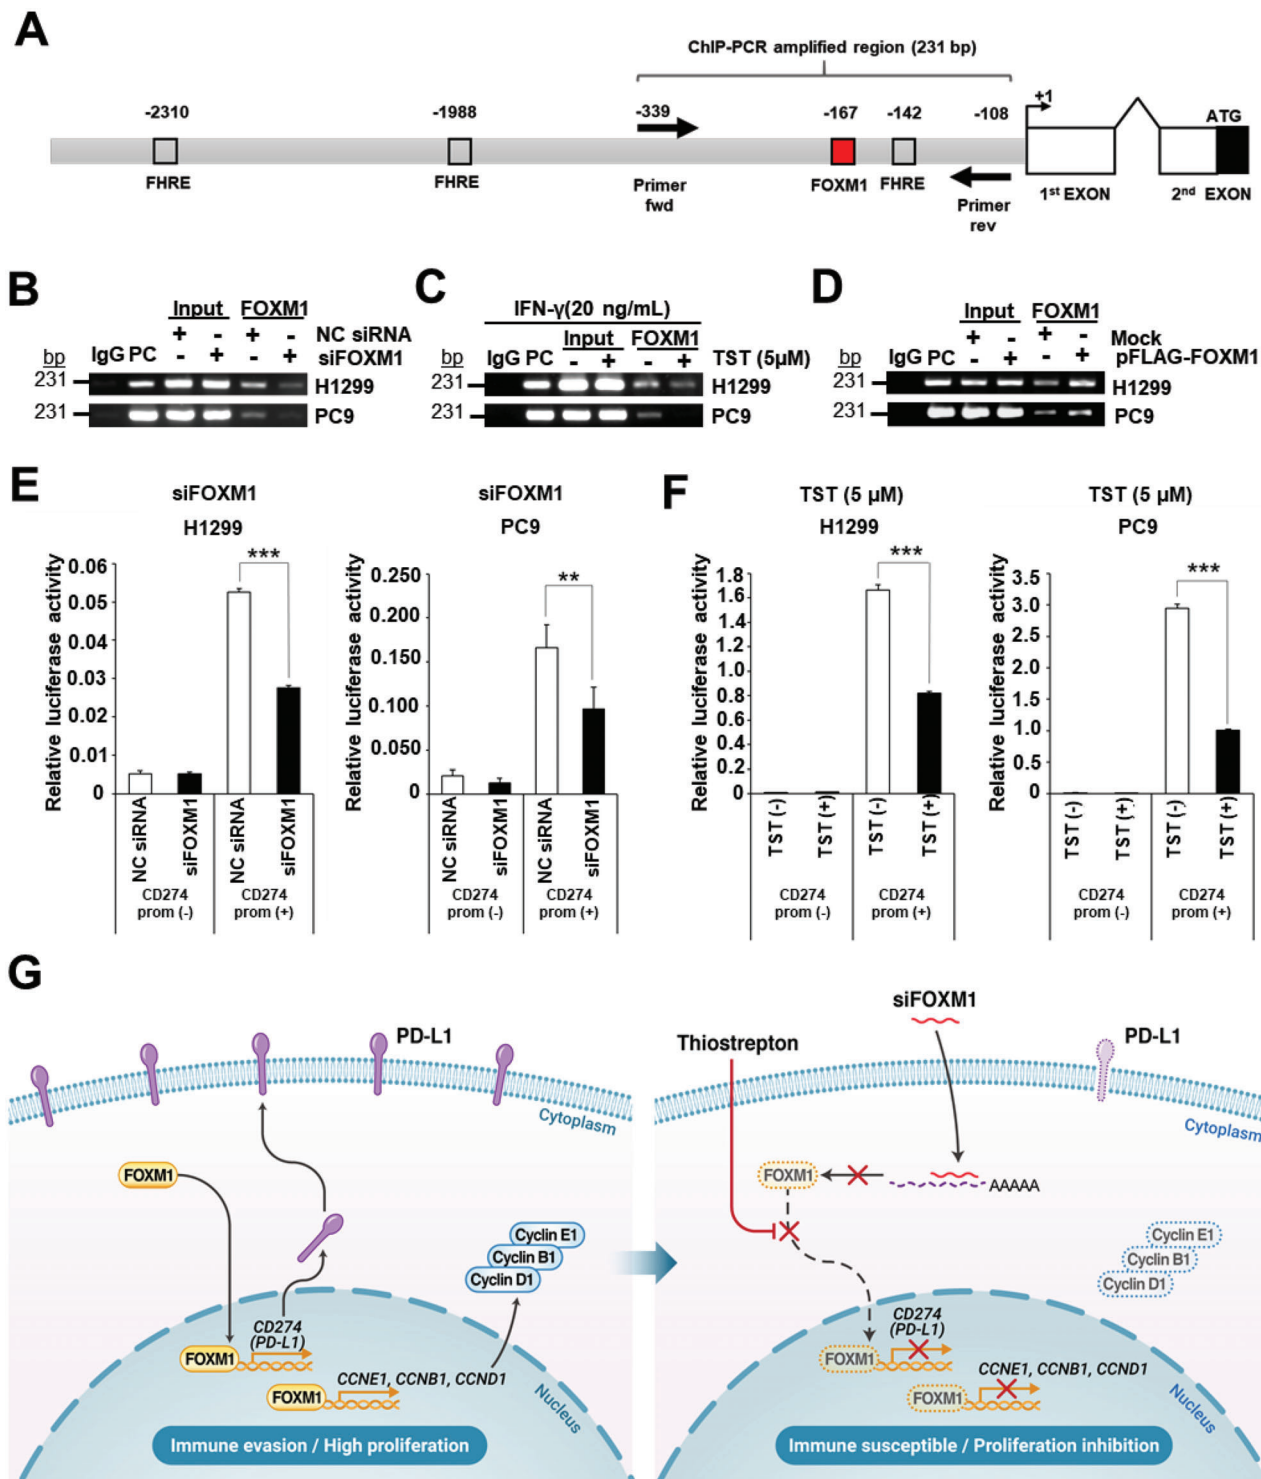 A
ChIP-PCR amplified region (231 bp)
-2310
-1988
-339
-167
-142
-108
+1
ATG
FHRE
FHRE
Primer
fwd
FOXM1
FHRE
Primer
rev
1st EXON
2nd EXON
B
Input
FOXM1
+ - + - NC siRNA
bp
IgG PC - + - + siFOXM1
231
H1299
231
PC9
C
IFN-γ(20 ng/mL)
Input
FOXM1
bp
IgG PC - + - + TST (5μM)
231
H1299
231
PC9
D
Input
FOXM1
+ - + - Mock
bp
IgG PC - + - + pFLAG-FOXM1
231
H1299
231
PC9
E
siFOXM1
H1299
Relative luciferase activity
0.06
0.05
0.04
0.03
0.02
0.01
0
***
NC siRNA
siFOXM1
NC siRNA
siFOXM1
CD274
prom (-)
CD274
prom (+)
siFOXM1
PC9
Relative luciferase activity
0.250
0.200
0.150
0.100
0.050
0
**
NC siRNA
siFOXM1
NC siRNA
siFOXM1
CD274
prom (-)
CD274
prom (+)
F
TST (5 μM)
H1299
Relative luciferase activity
1.8
1.6
1.4
1.2
1.0
0.8
0.6
0.4
0.2
0
***
TST (-)
TST (+)
TST (-)
TST (+)
CD274
prom (-)
CD274
prom (+)
TST (5 μM)
PC9
Relative luciferase activity
3.5
3.0
2.5
2.0
1.5
1.0
0.5
0
***
TST (-)
TST (+)
TST (-)
TST (+)
CD274
prom (-)
CD274
prom (+)
G
PD-L1
Cytoplasm
FOXM1
Cyclin E1
Cyclin B1
Cyclin D1
CD274
(PD-L1)
FOXM1
CCNE1, CCNB1, CCND1
FOXM1
Nucleus
Immune evasion / High proliferation
siFOXM1
Thiostrepton
PD-L1
Cytoplasm
FOXM1
AAAAA
Cyclin E1
Cyclin B1
Cyclin D1
CD274
(PD-L1)
FOXM1
CCNE1, CCNB1, CCND1
FOXM1
Nucleus
Immune susceptible / Proliferation inhibition